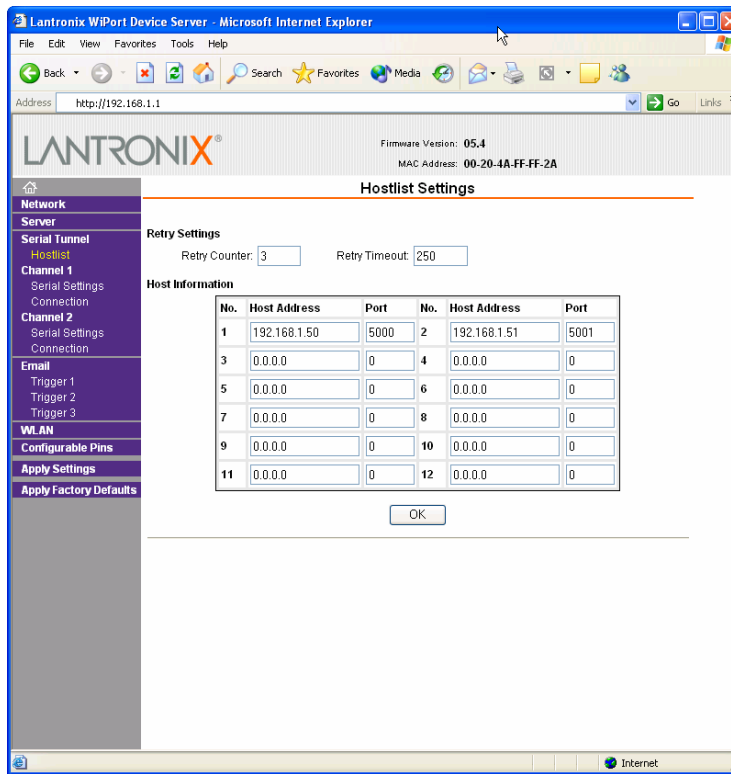 Lantronix WiPort Device Server - Microsoft Internet Explorer
File Edit View Favorites Tools Help
Back Search Favorites Media
Address http://192.168.1.1 Go Links
LANTRONIX®
Firmware Version: 05.4
MAC Address: 00-20-4A-FF-FF-2A
Hostlist Settings
Network
Server
Serial Tunnel
Hostlist
Channel 1
Serial Settings
Connection
Channel 2
Serial Settings
Connection
Email
Trigger 1
Trigger 2
Trigger 3
WLAN
Configurable Pins
Apply Settings
Apply Factory Defaults
Retry Settings
Retry Counter: 3 Retry Timeout: 250
Host Information
No. Host Address Port No. Host Address Port
1 192.168.1.50 5000 2 192.168.1.51 5001
3 0.0.0.0 0 4 0.0.0.0 0
5 0.0.0.0 0 6 0.0.0.0 0
7 0.0.0.0 0 8 0.0.0.0 0
9 0.0.0.0 0 10 0.0.0.0 0
11 0.0.0.0 0 12 0.0.0.0 0
OK
Internet